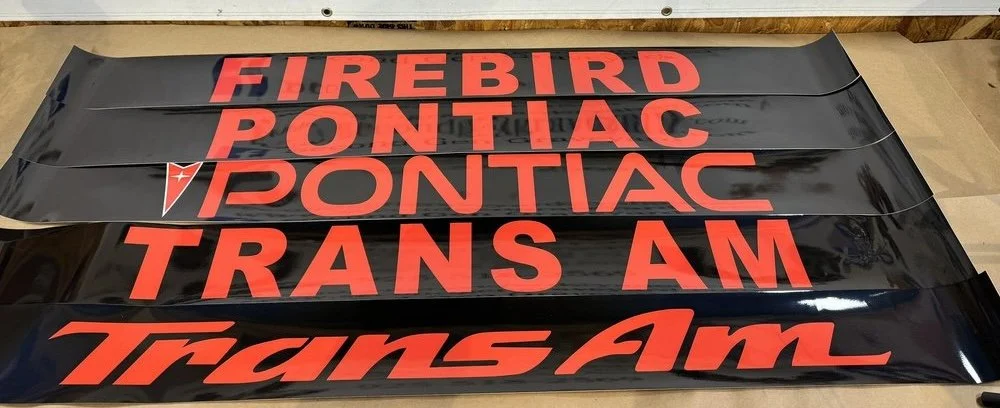 FIREBIRD
PONTIAC
PONTIAC
TRANS AM
Trans Am